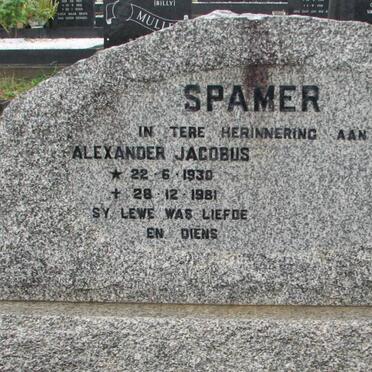 (BILLY)
SPAMER
IN TERE HERINNERING AAN
ALEXANDER JACOBUS
★ 22-6-1930
+ 28-12-1981
SY LEWE WAS LIEFDE
EN DIENS